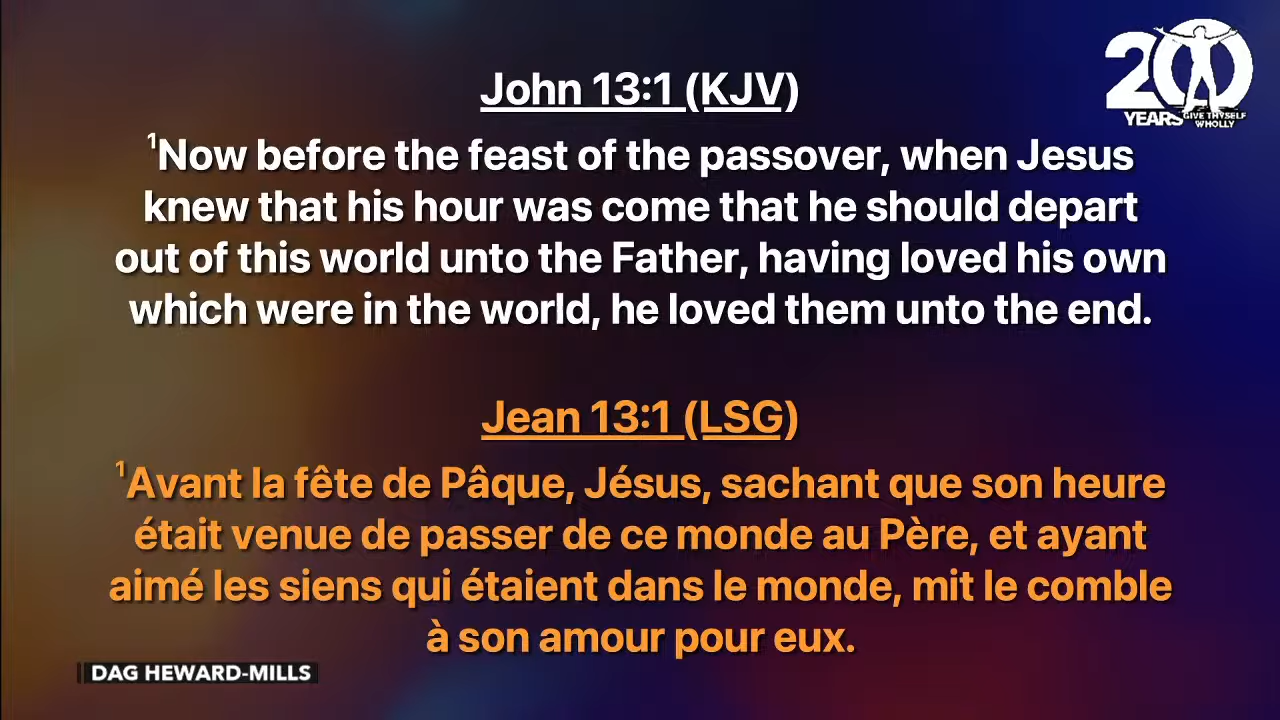 20
YEARS
GIVE THYSELF
WHOLLY
John 13:1 (KJV)
¹Now before the feast of the passover, when Jesus
knew that his hour was come that he should depart
out of this world unto the Father, having loved his own
which were in the world, he loved them unto the end.
Jean 13:1 (LSG)
¹Avant la fête de Pâque, Jésus, sachant que son heure
était venue de passer de ce monde au Père, et ayant
aimé les siens qui étaient dans le monde, mit le comble
à son amour pour eux.
DAG HEWARD-MILLS